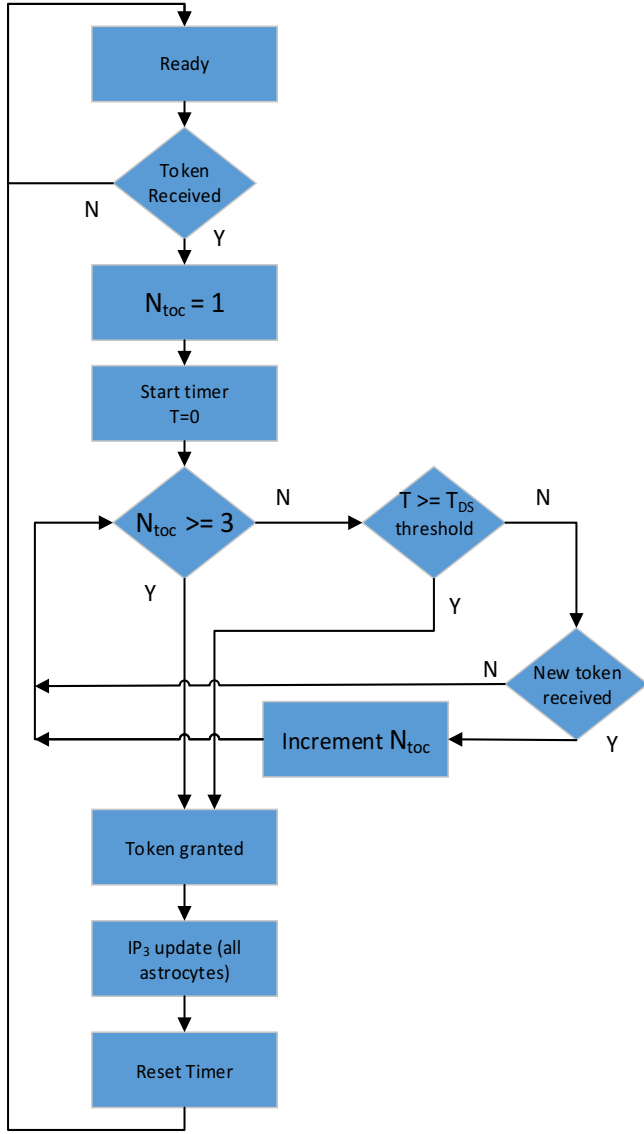 Ready
Token
Received
N
Y
Ntoc = 1
Start timer
T=0
Ntoc >= 3
N
T >= TDS
threshold
N
Y
Y
New token
received
N
Y
Increment Ntoc
Token granted
IP3 update (all
astrocytes)
Reset Timer